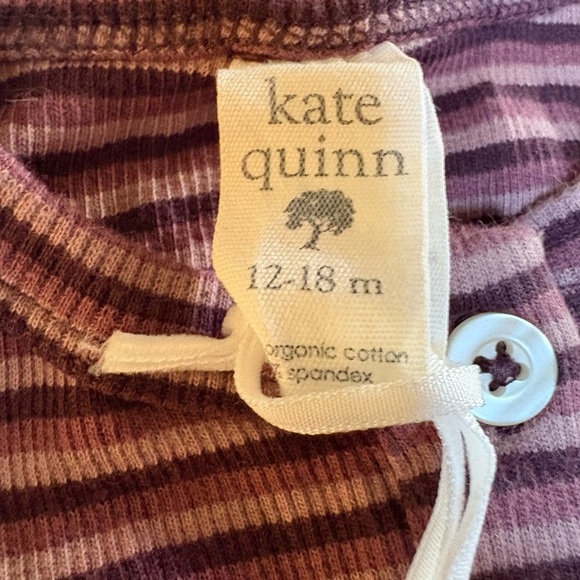 kate
quinn
12-18 m
organic cotton
% spandex